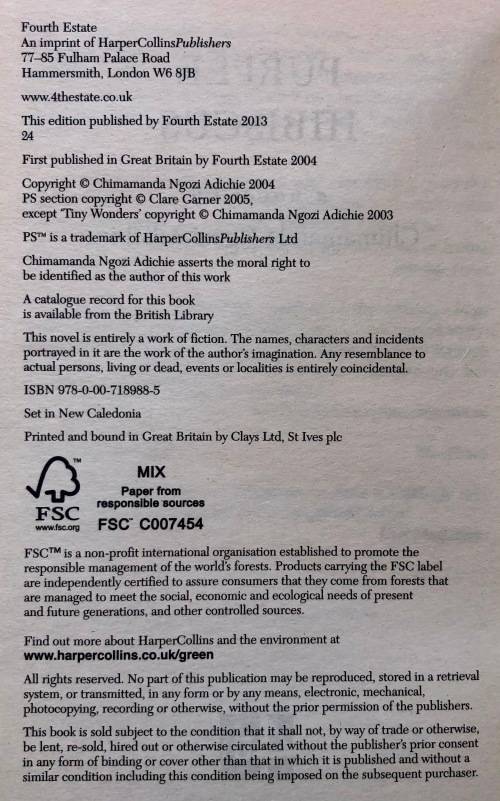 Fourth Estate
An imprint of HarperCollinsPublishers
77–85 Fulham Palace Road
Hammersmith, London W6 8JB
www.4thestate.co.uk
This edition published by Fourth Estate 2013
24
First published in Great Britain by Fourth Estate 2004
Copyright © Chimamanda Ngozi Adichie 2004
PS section copyright © Clare Garner 2005,
except ‘Tiny Wonders’ copyright © Chimamanda Ngozi Adichie 2003
PS™ is a trademark of HarperCollinsPublishers Ltd
Chimamanda Ngozi Adichie asserts the moral right to
be identified as the author of this work
A catalogue record for this book
is available from the British Library
This novel is entirely a work of fiction. The names, characters and incidents
portrayed in it are the work of the author’s imagination. Any resemblance to
actual persons, living or dead, events or localities is entirely coincidental.
ISBN 978-0-00-718988-5
Set in New Caledonia
Printed and bound in Great Britain by Clays Ltd, St Ives plc
™
FSC
www.fsc.org
MIX
Paper from
responsible sources
FSC™ C007454
FSC™ is a non-profit international organisation established to promote the
responsible management of the world’s forests. Products carrying the FSC label
are independently certified to assure consumers that they come from forests that
are managed to meet the social, economic and ecological needs of present
and future generations, and other controlled sources.
Find out more about HarperCollins and the environment at
www.harpercollins.co.uk/green
All rights reserved. No part of this publication may be reproduced, stored in a retrieval
system, or transmitted, in any form or by any means, electronic, mechanical,
photocopying, recording or otherwise, without the prior permission of the publishers.
This book is sold subject to the condition that it shall not, by way of trade or otherwise,
be lent, re-sold, hired out or otherwise circulated without the publisher’s prior consent
in any form of binding or cover other than that in which it is published and without a
similar condition including this condition being imposed on the subsequent purchaser.